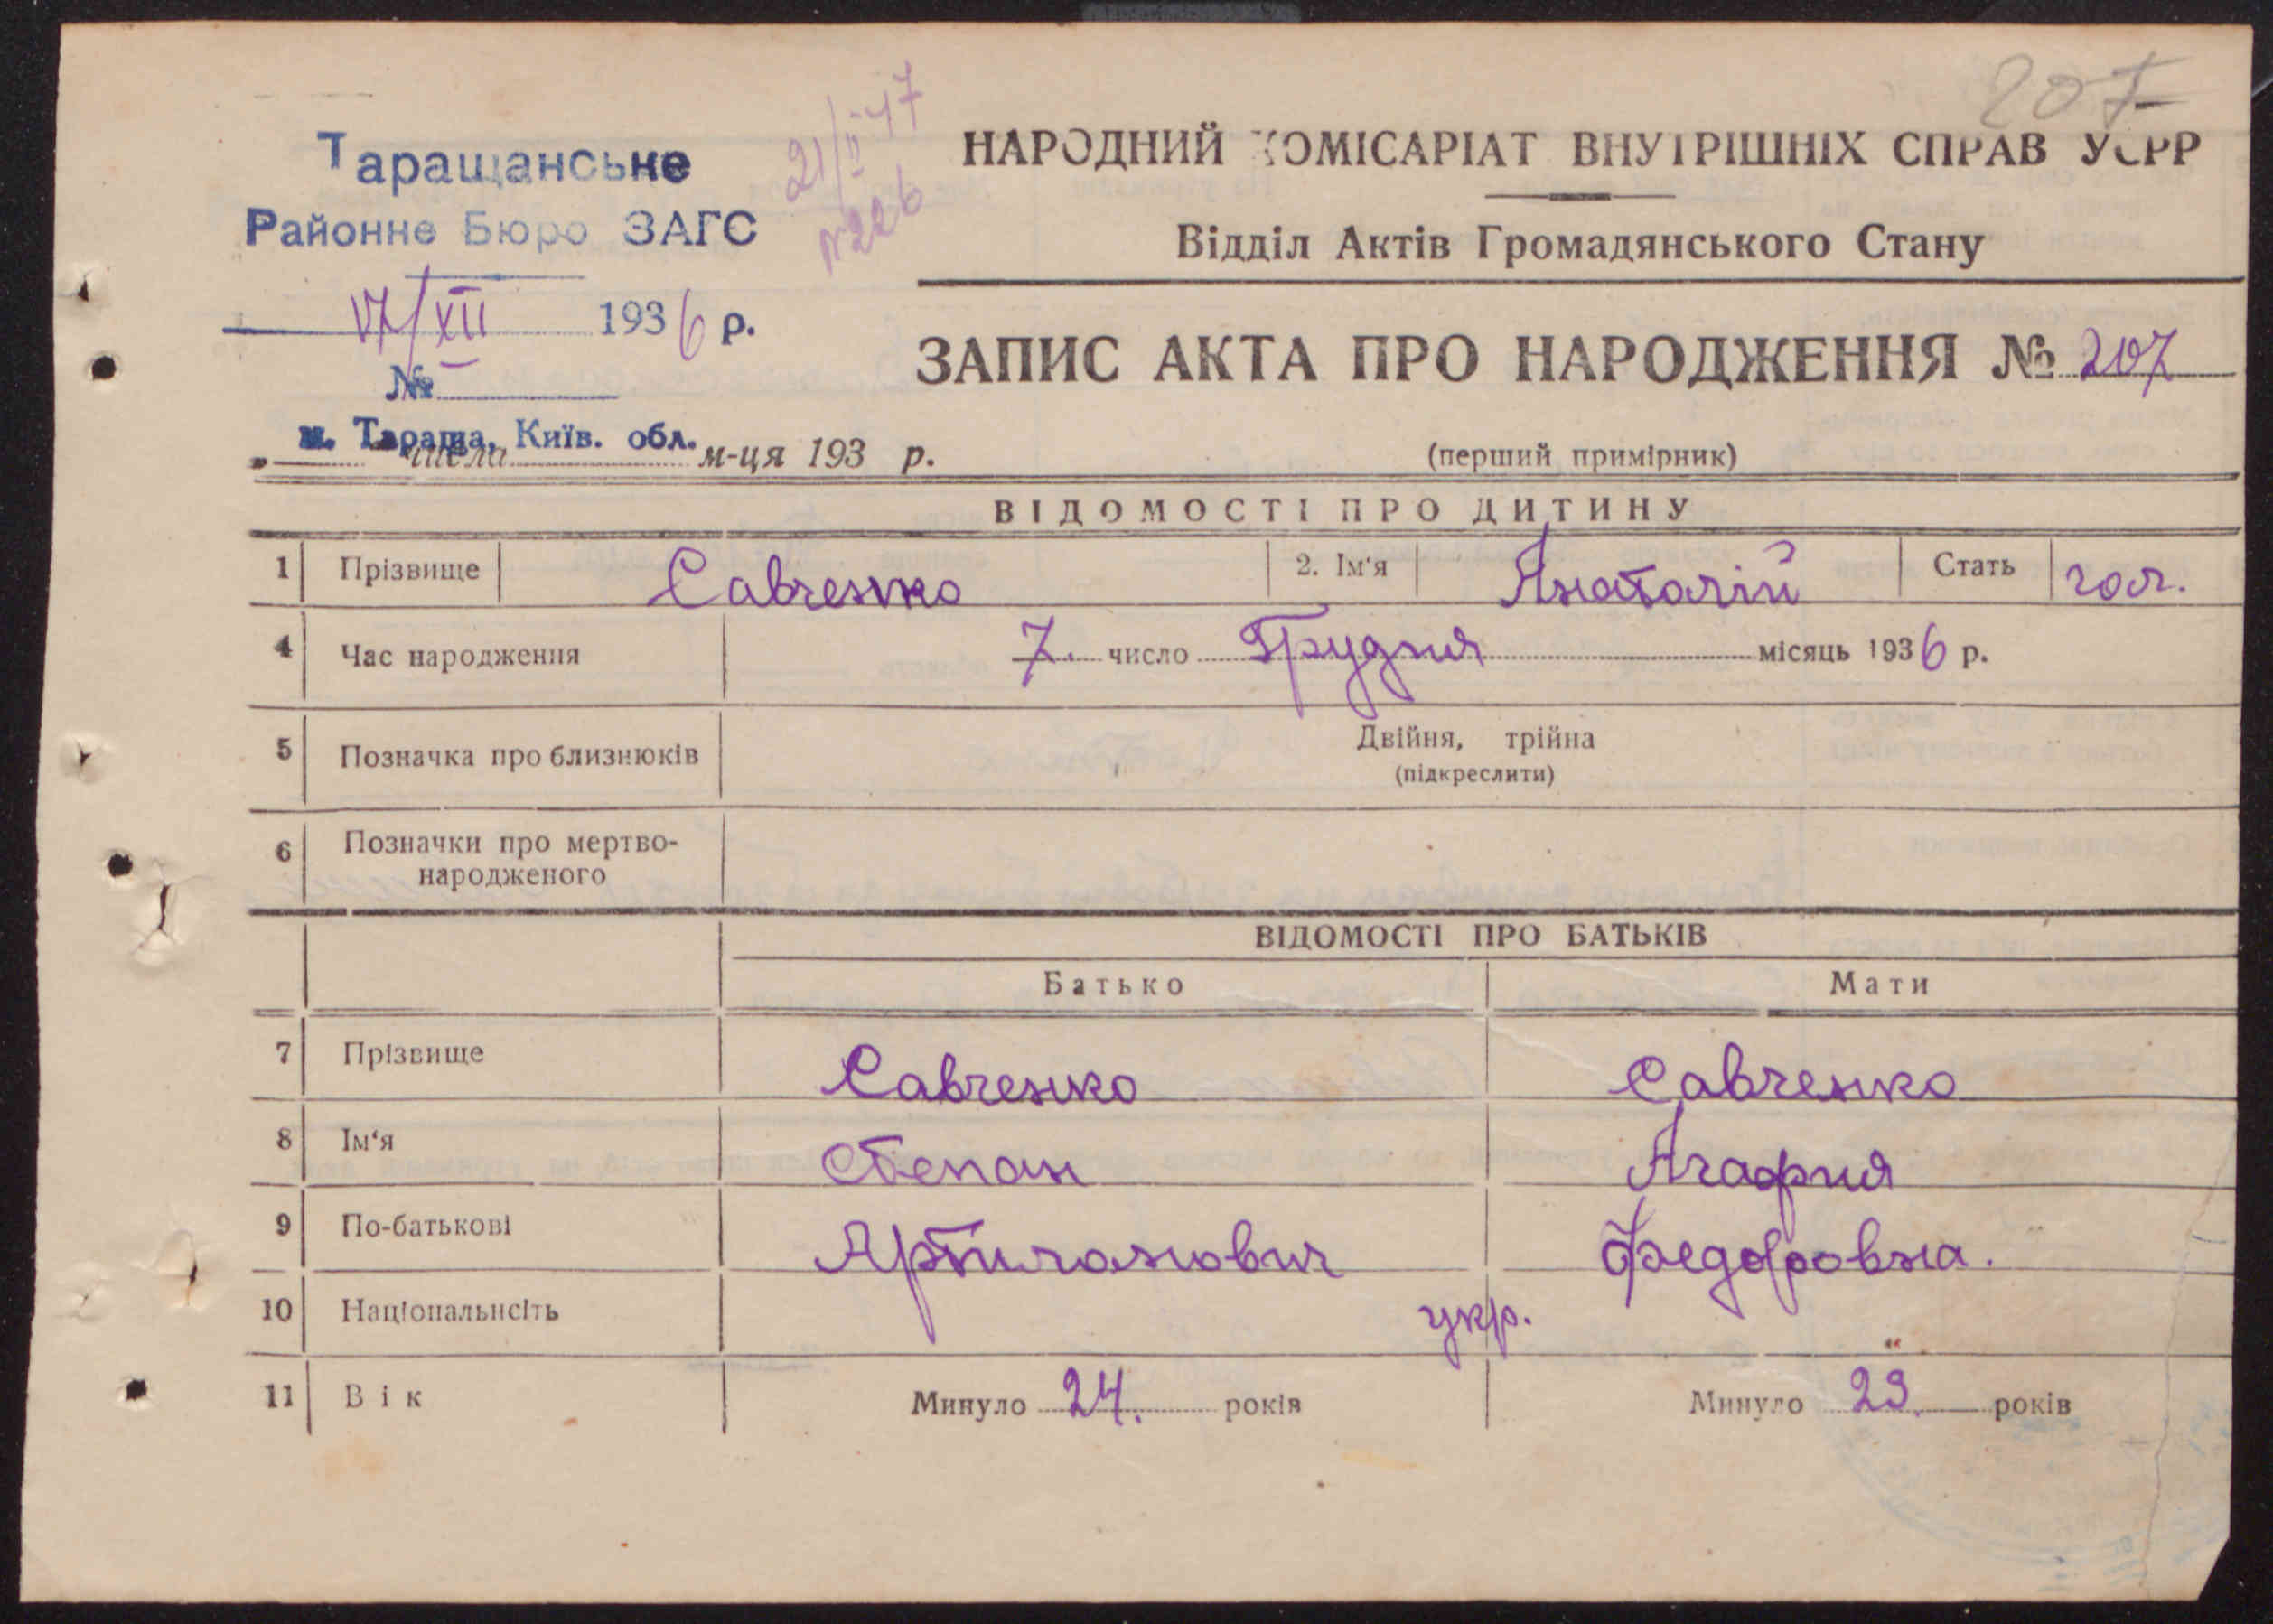 207
Таращанське
Районне Бюро ЗАГС
17/XII 1936 р.
№
м. Тараща, Київ. обл.
числа м-ця 193 р.
21/II 47
№226
НАРОДНИЙ КОМІСАРІАТ ВНУТРІШНІХ СПРАВ УСРР
Відділ Актів Громадянського Стану
ЗАПИС АКТА ПРО НАРОДЖЕННЯ № 207
(перший примірник)
ВІДОМОСТІ ПРО ДИТИНУ
1 Прізвище Савченко 2. Ім'я Анатолій Стать чол.
4 Час народження 7. число Грудня місяць 1936 р.
5 Позначка про близнюків Двійня, трійна
(підкреслити)
6 Позначки про мертво-
народженого
ВІДОМОСТІ ПРО БАТЬКІВ
Батько Мати
7 Прізвище Савченко Савченко
8 Ім'я Степан Агафия
9 По-батькові Федоровна.
10 Національність укр.
11 Вік Минуло 24. років Минуло 23. років